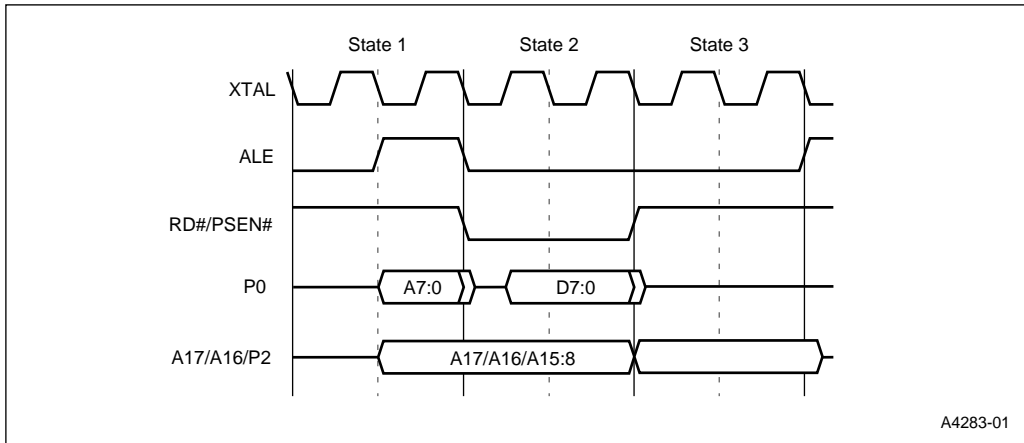 State 1 State 2 State 3
XTAL
ALE
RD#/PSEN#
P0 A7:0 D7:0
A17/A16/P2 A17/A16/A15:8
A4283-01